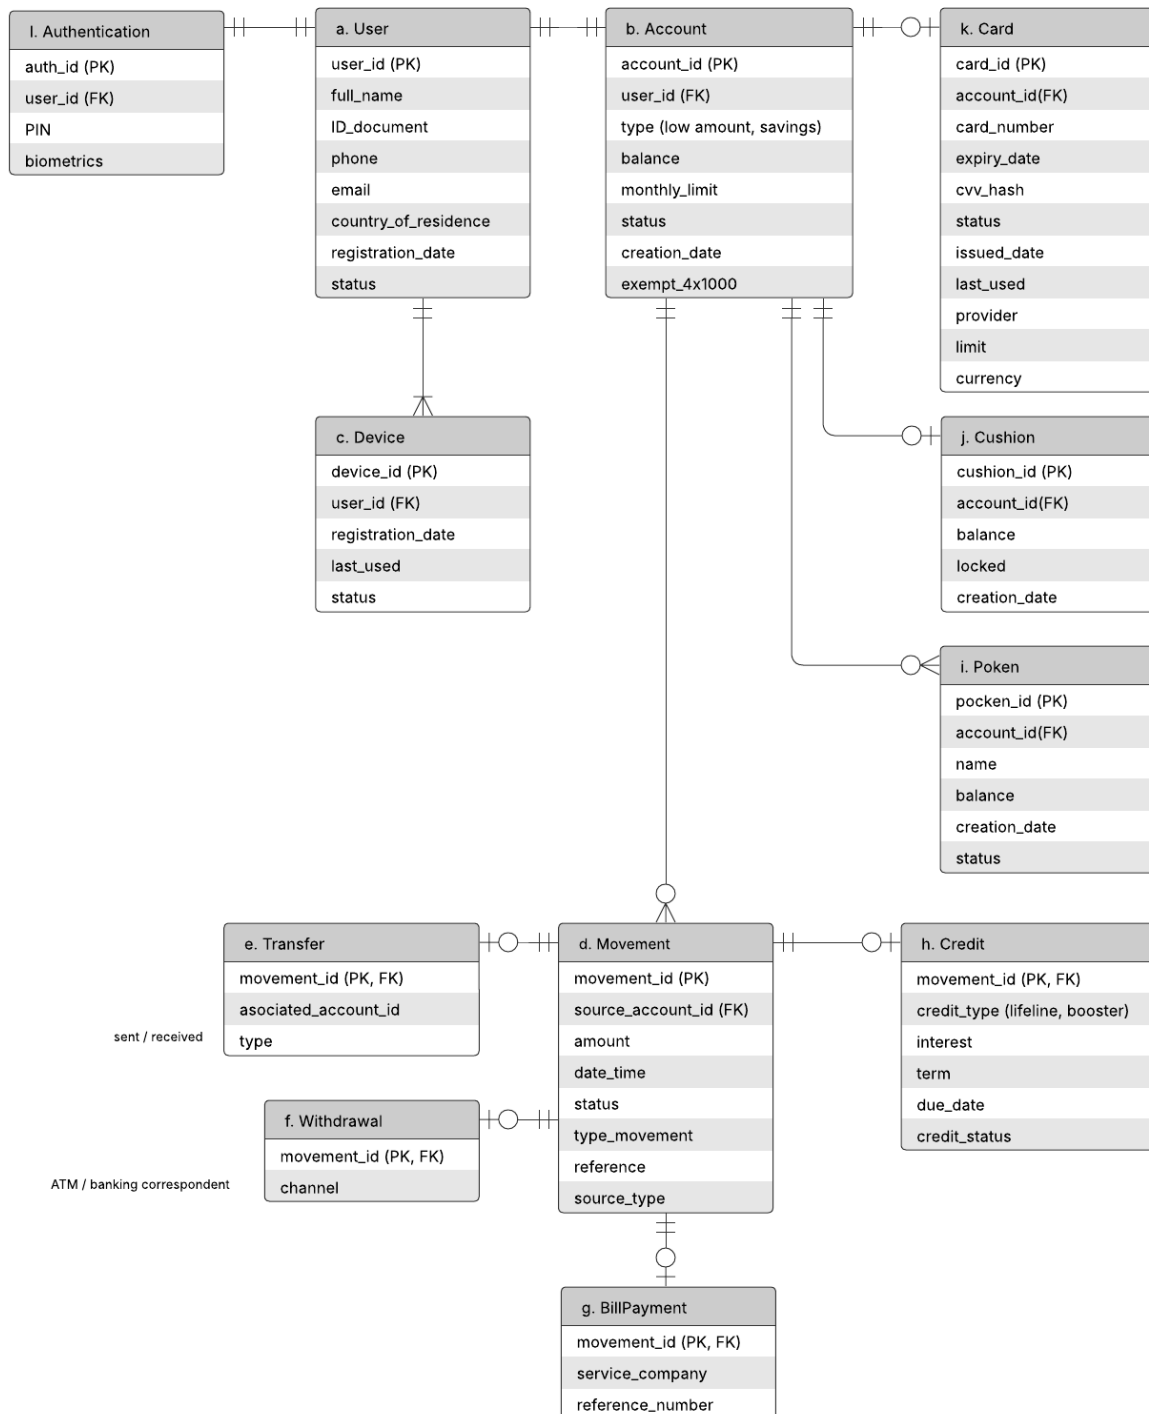 l. Authentication
auth_id (PK)
user_id (FK)
PIN
biometrics
a. User
user_id (PK)
full_name
ID_document
phone
email
country_of_residence
registration_date
status
b. Account
account_id (PK)
user_id (FK)
type (low amount, savings)
balance
monthly_limit
status
creation_date
exempt_4x1000
k. Card
card_id (PK)
account_id(FK)
card_number
expiry_date
cvv_hash
status
issued_date
last_used
provider
limit
currency
c. Device
device_id (PK)
user_id (FK)
registration_date
last_used
status
j. Cushion
cushion_id (PK)
account_id(FK)
balance
locked
creation_date
i. Poken
pocken_id (PK)
account_id(FK)
name
balance
creation_date
status
e. Transfer
movement_id (PK, FK)
asociated_account_id
type
sent / received
d. Movement
movement_id (PK)
source_account_id (FK)
amount
date_time
status
type_movement
reference
source_type
h. Credit
movement_id (PK, FK)
credit_type (lifeline, booster)
interest
term
due_date
credit_status
f. Withdrawal
movement_id (PK, FK)
channel
ATM / banking correspondent
g. BillPayment
movement_id (PK, FK)
service_company
reference_number